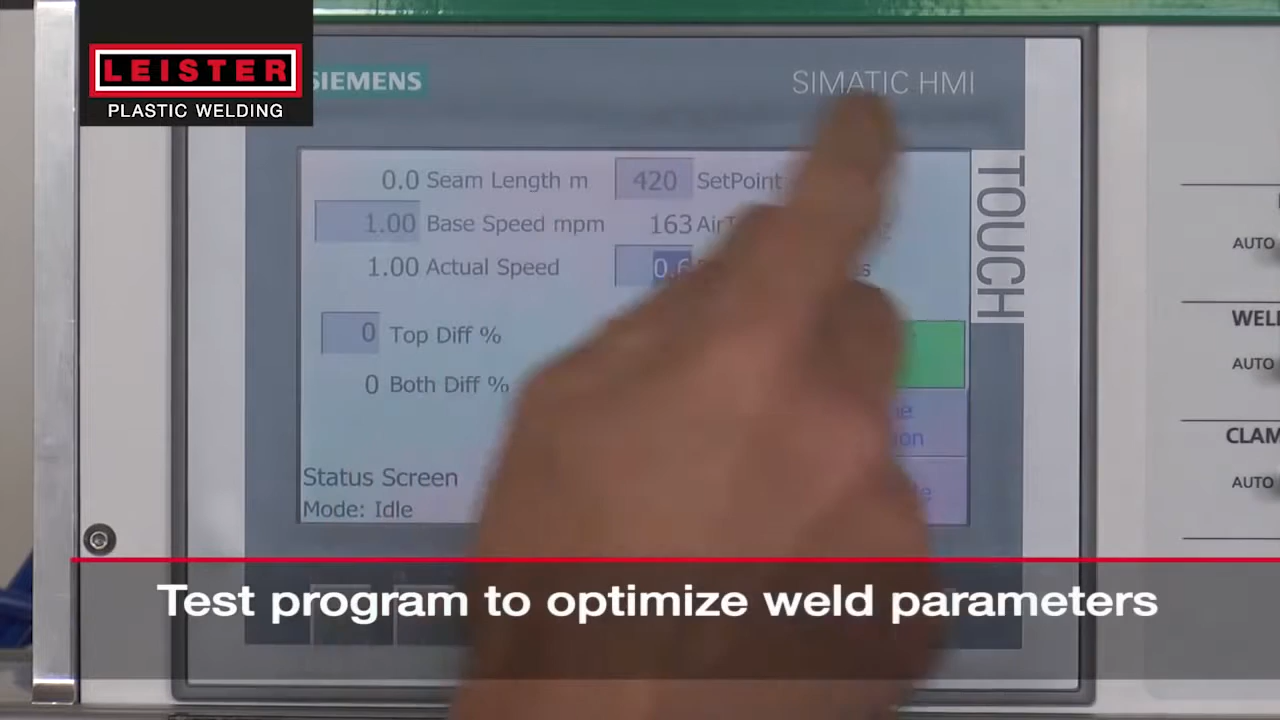 LEISTER
PLASTIC WELDING
SIEMENS
SIMATIC HMI
TOUCH
0.0 Seam Length m
420 SetPoint
1.00 Base Speed mpm
163
1.00 Actual Speed
0 Top Diff %
0 Both Diff %
Status Screen
Mode: Idle
AUTO
AUTO
AUTO
Test program to optimize weld parameters